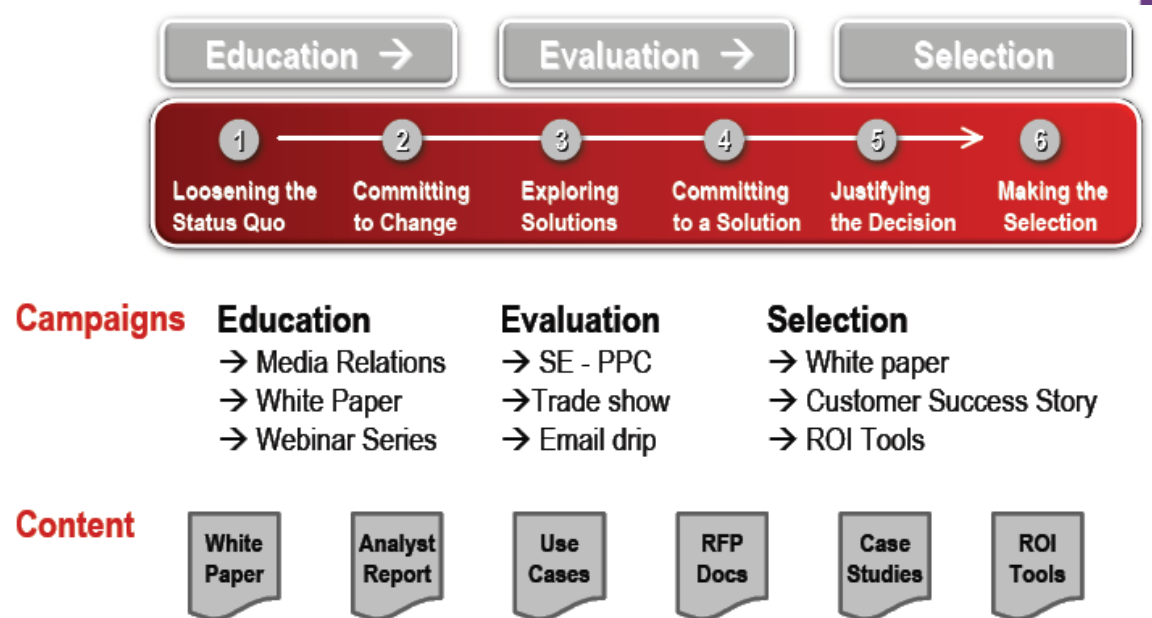 Education → Evaluation → Selection
1 2 3 4 5 6
Loosening the Committing Exploring Committing Justifying Making the
Status Quo to Change Solutions to a Solution the Decision Selection
Campaigns Education Evaluation Selection
→ Media Relations → SE - PPC → White paper
→ White Paper →Trade show → Customer Success Story
→ Webinar Series → Email drip → ROI Tools
Content
White Analyst Use RFP Case ROI
Paper Report Cases Docs Studies Tools